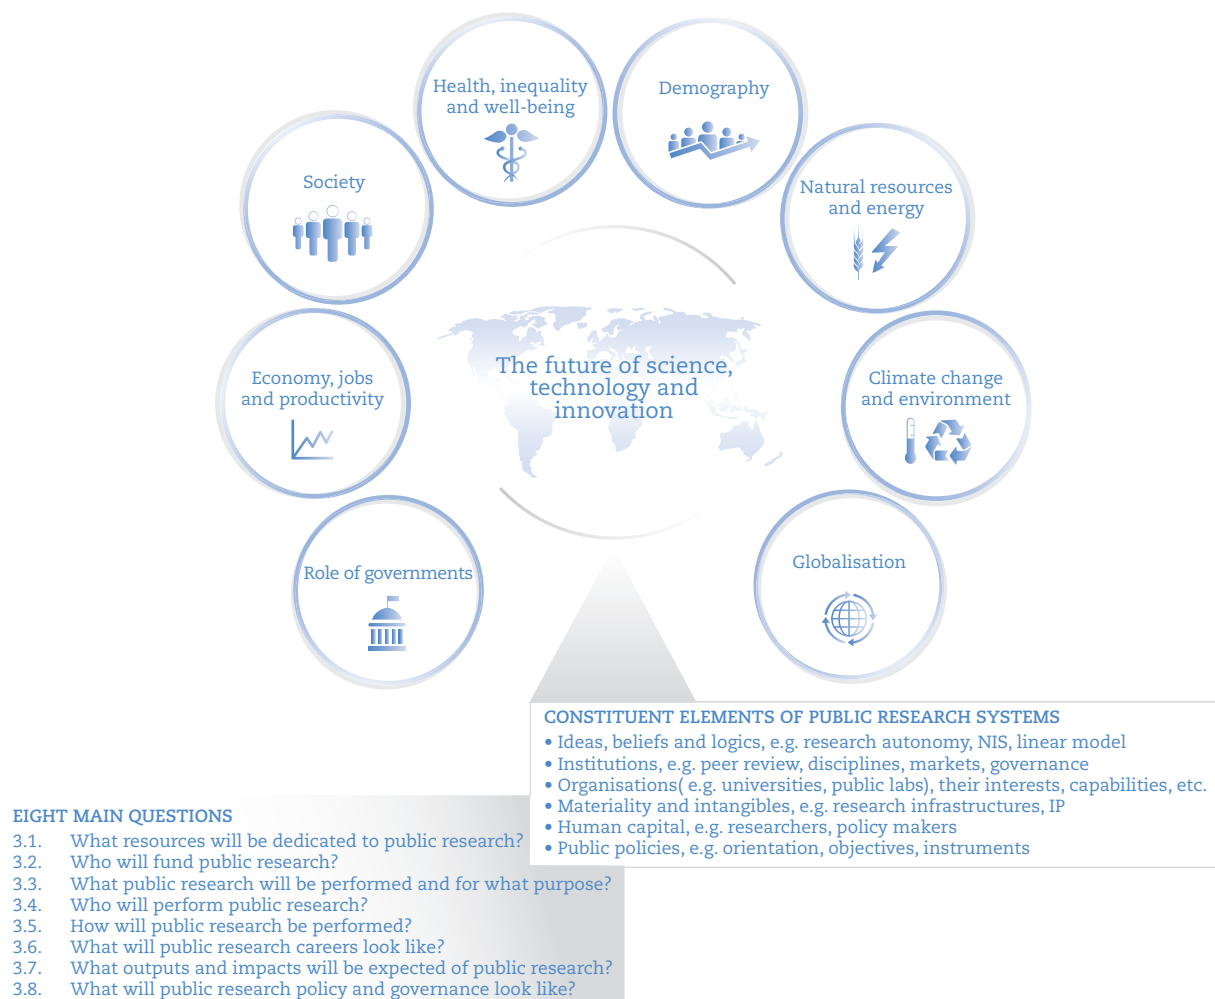 Health, inequality
and well-being
Demography
Society
Natural resources
and energy
The future of science,
technology and
innovation
Economy, jobs
and productivity
Climate change
and environment
Role of governments
Globalisation
CONSTITUENT ELEMENTS OF PUBLIC RESEARCH SYSTEMS
• Ideas, beliefs and logics, e.g. research autonomy, NIS, linear model
• Institutions, e.g. peer review, disciplines, markets, governance
• Organisations( e.g. universities, public labs), their interests, capabilities, etc.
• Materiality and intangibles, e.g. research infrastructures, IP
• Human capital, e.g. researchers, policy makers
• Public policies, e.g. orientation, objectives, instruments
EIGHT MAIN QUESTIONS
3.1. What resources will be dedicated to public research?
3.2. Who will fund public research?
3.3. What public research will be performed and for what purpose?
3.4. Who will perform public research?
3.5. How will public research be performed?
3.6. What will public research careers look like?
3.7. What outputs and impacts will be expected of public research?
3.8. What will public research policy and governance look like?